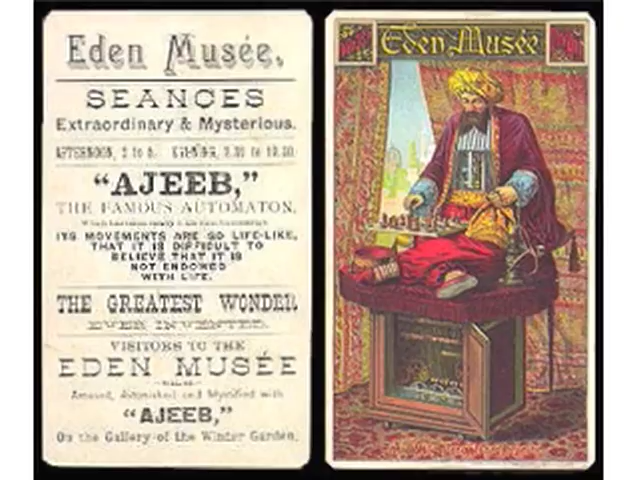 Eden Musée.
SEANCES
Extraordinary & Mysterious.
AFTERNOON, 2 to 5. EVENING,
"AJEEB,"
THE FAMOUS AUTOMATON.
ITS MOVEMENTS ARE SO LIFE-LIKE,
THAT IT IS DIFFICULT TO
BELIEVE THAT IT IS
NOT ENDOWED
WITH LIFE.
THE GREATEST WONDER
EVER INVENTED.
VISITORS TO THE
EDEN MUSÉE
Amused, Astonished and Mystified with
"AJEEB,"
On the Gallery of the Winter Garden.
Eden Musée